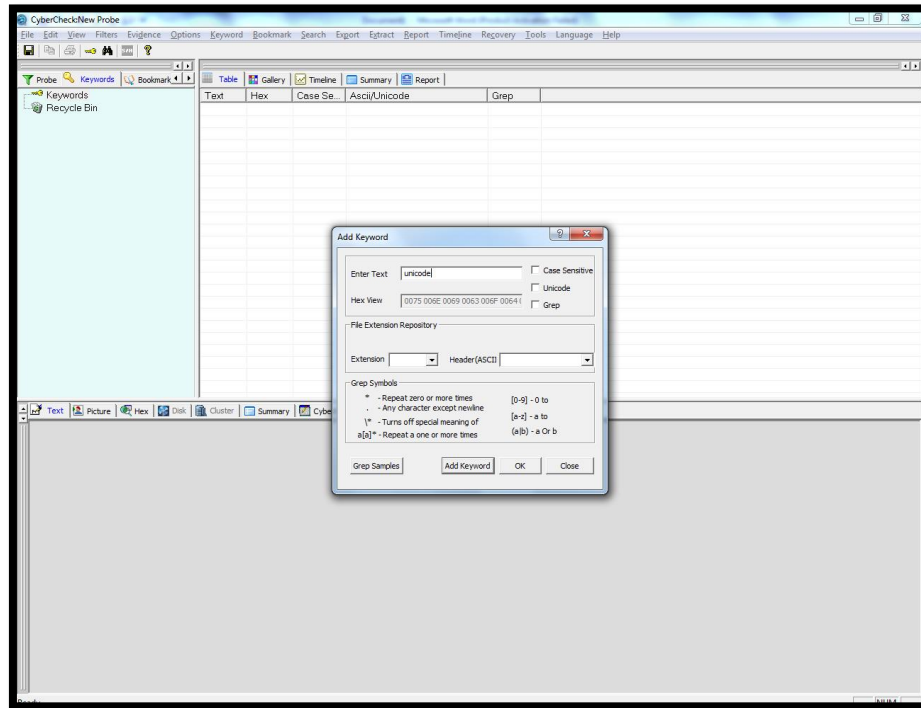 CyberCheck:New Probe
File Edit View Filters Evidence Options Keyword Bookmark Search Export Extract Report Timeline Recovery Tools Language Help
Probe Keywords Bookmark Table Gallery Timeline Summary Report
Keywords
Recycle Bin
Text Hex Case Se... Ascii/Unicode Grep
Add Keyword
Enter Text unicode Case Sensitive
Unicode
Hex View 0075 006E 0069 0063 006F 0064 Grep
File Extension Repository
Extension Header(ASCII
Grep Symbols
* - Repeat zero or more times [0-9] - 0 to
. - Any character except newline
\* - Turns off special meaning of [a-z] - a to
a[a]* - Repeat a one or more times (a|b) - a Or b
Grep Samples Add Keyword OK Close
Text Picture Hex Disk Cluster Summary Cybe